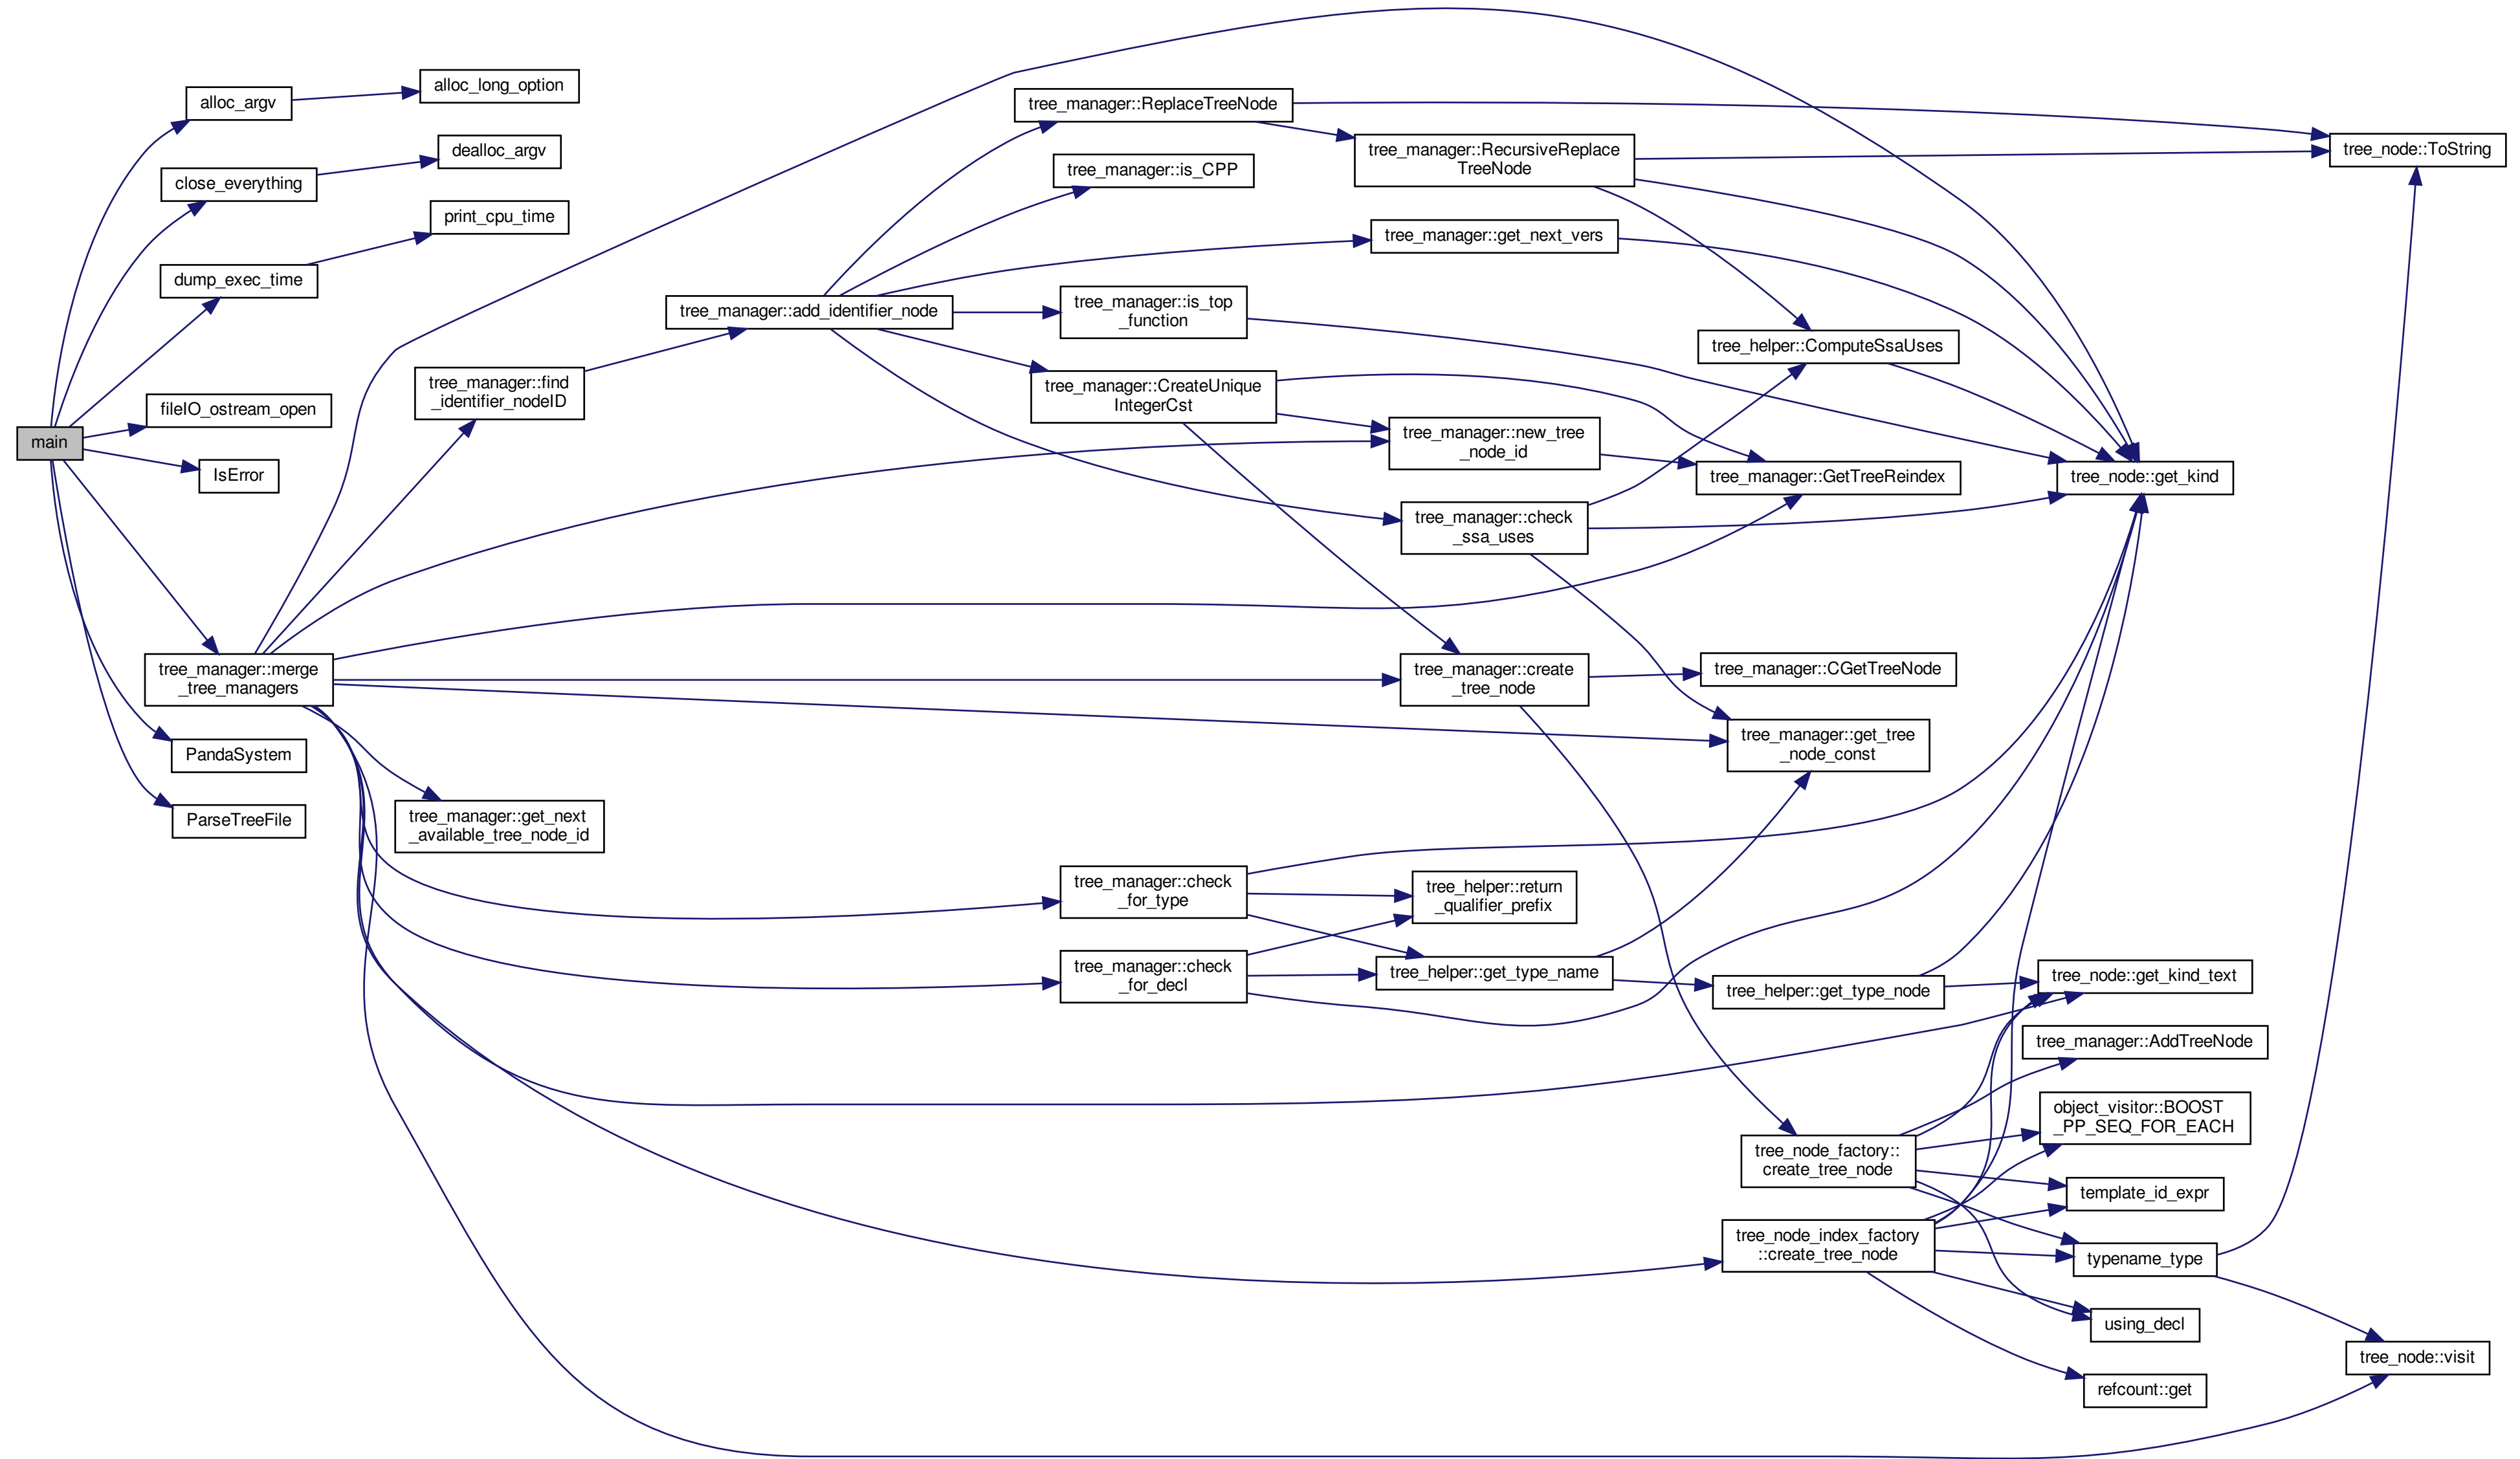 main
alloc_argv
alloc_long_option
close_everything
dealloc_argv
dump_exec_time
print_cpu_time
fileIO_ostream_open
IsError
tree_manager::merge
_tree_managers
PandaSystem
ParseTreeFile
tree_manager::find
_identifier_nodeID
tree_manager::get_next
_available_tree_node_id
tree_manager::add_identifier_node
tree_manager::ReplaceTreeNode
tree_manager::is_CPP
tree_manager::is_top
_function
tree_manager::CreateUnique
IntegerCst
tree_manager::check
_for_type
tree_manager::check
_for_decl
tree_manager::RecursiveReplace
TreeNode
tree_manager::get_next_vers
tree_manager::new_tree
_node_id
tree_manager::check
_ssa_uses
tree_manager::create
_tree_node
tree_helper::return
_qualifier_prefix
tree_helper::get_type_name
tree_helper::ComputeSsaUses
tree_manager::GetTreeReindex
tree_manager::CGetTreeNode
tree_manager::get_tree
_node_const
tree_helper::get_type_node
tree_node_factory::
create_tree_node
tree_node_index_factory
::create_tree_node
tree_node::get_kind
tree_node::get_kind_text
tree_manager::AddTreeNode
object_visitor::BOOST
_PP_SEQ_FOR_EACH
template_id_expr
typename_type
using_decl
refcount::get
tree_node::ToString
tree_node::visit